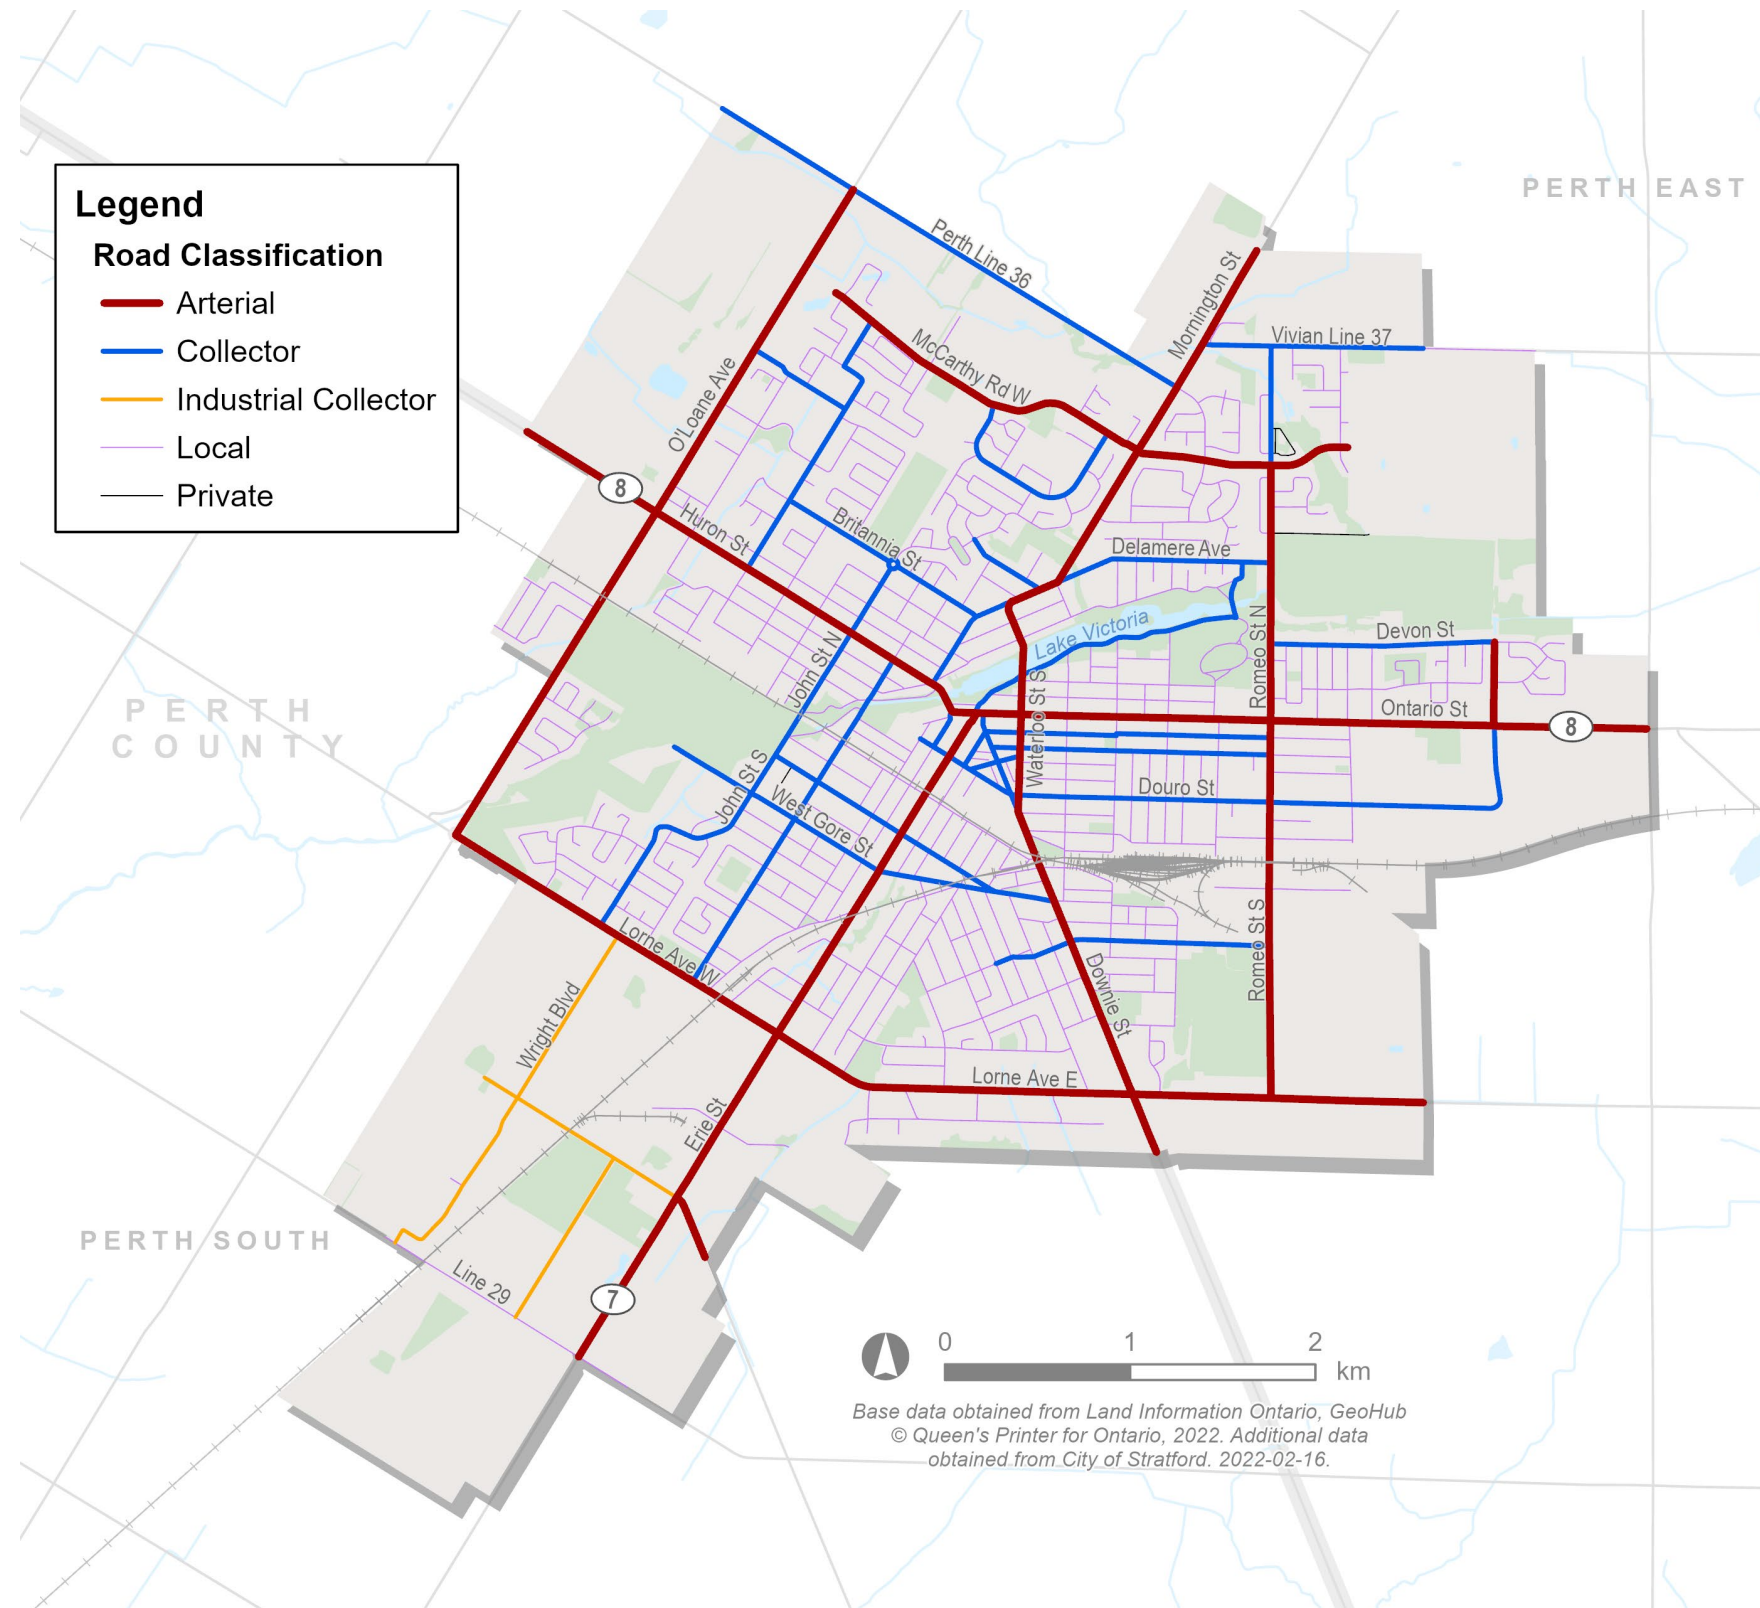 Legend
Road Classification
Arterial
Collector
Industrial Collector
Local
Private
PERTH EAST
Perth Line 36
Mornington St
Vivian Line 37
McCarthy Rd W
O'Loane Ave
8
Huron St
Britannia St
Delamere Ave
Lake Victoria
Romeo St N
Devon St
John St N
Waterloo St S
Ontario St
8
PERTH
COUNTY
John St S
West Gore St
Douro St
Lorne Ave W
Romeo St S
Downie St
Wright Blvd
Lorne Ave E
Erie St
PERTH SOUTH
Line 29
7
0 1 2
km
Base data obtained from Land Information Ontario, GeoHub
© Queen's Printer for Ontario, 2022. Additional data
obtained from City of Stratford. 2022-02-16.